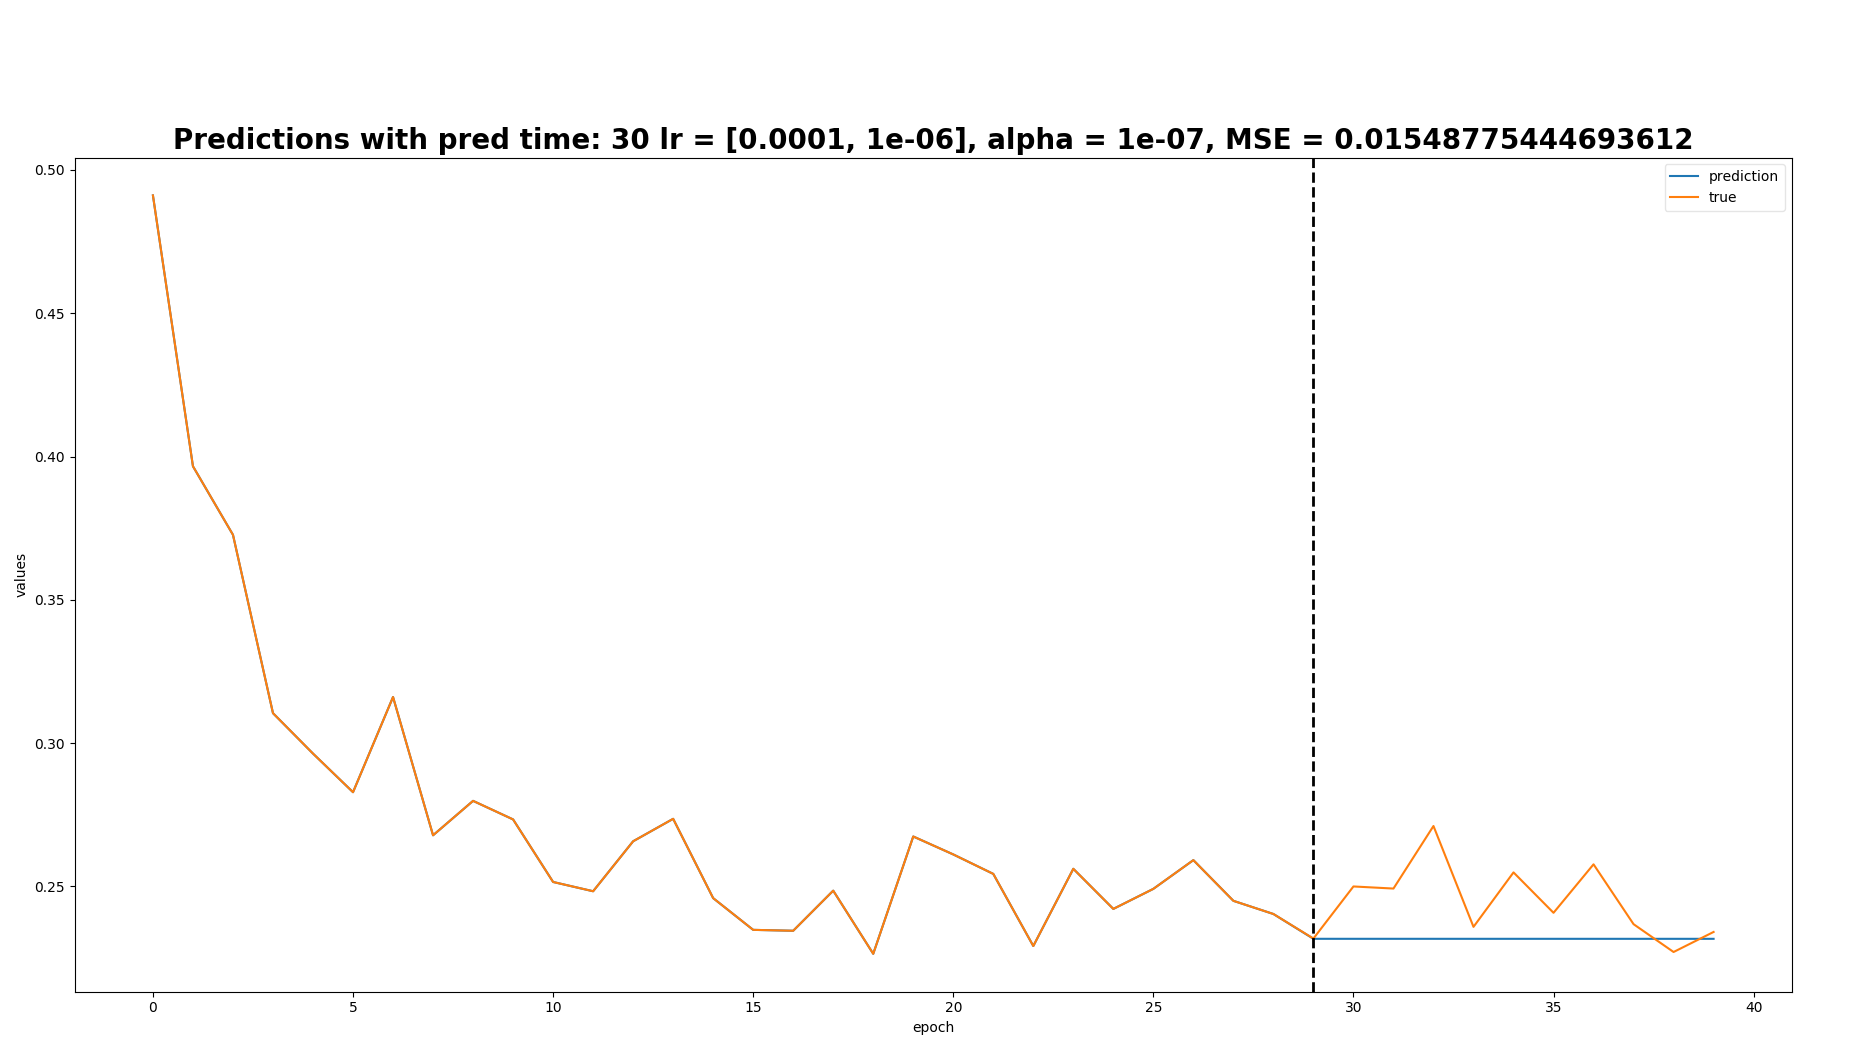 Predictions with pred time: 30 lr = [0.0001, 1e-06], alpha = 1e-07, MSE = 0.01548775444693612
prediction
true
0.50
0.45
0.40
0.35
0.30
0.25
values
0 5 10 15 20 25 30 35 40
epoch